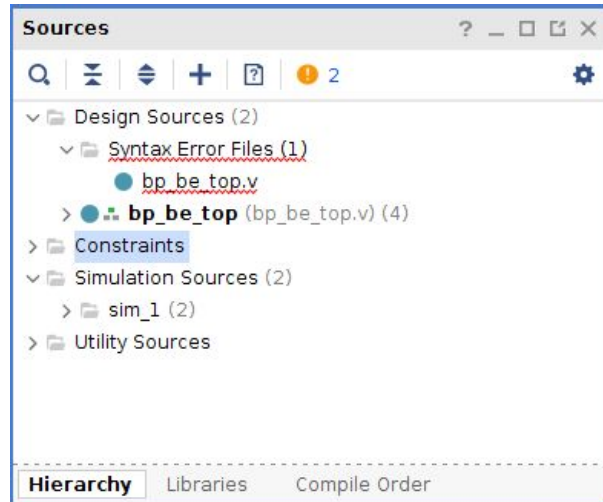 Sources
2
Design Sources (2)
Syntax Error Files (1)
bp_be_top.v
bp_be_top (bp_be_top.v) (4)
Constraints
Simulation Sources (2)
sim_1 (2)
Utility Sources
Hierarchy Libraries Compile Order